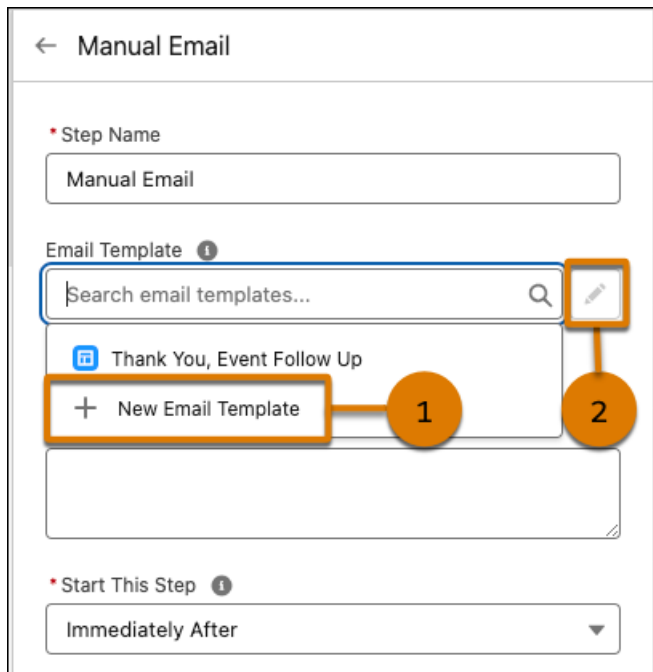 Manual Email
* Step Name
Manual Email
Email Template
Search email templates...
Thank You, Event Follow Up
New Email Template
1
2
* Start This Step
Immediately After